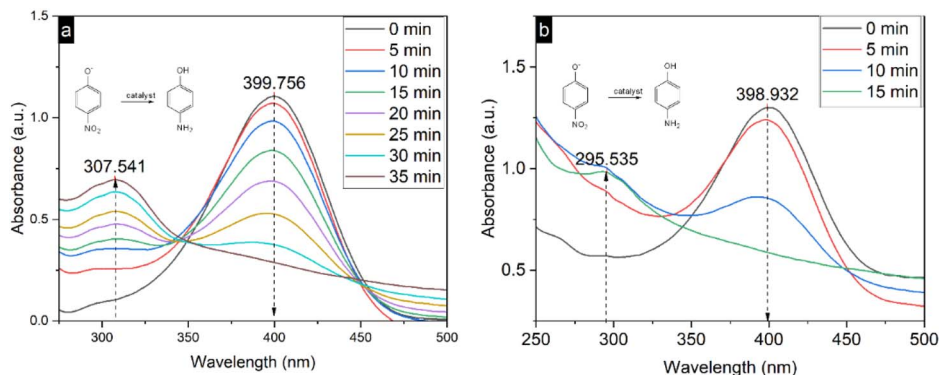 a
0 min
5 min
10 min
15 min
20 min
25 min
30 min
35 min
399.756
307.541
O-
catalyst
NO2
OH
NH2
Absorbance (a.u.)
1.5
1.0
0.5
0.0
300
350
400
450
500
Wavelength (nm)
b
0 min
5 min
10 min
15 min
398.932
295.535
O-
catalyst
NO2
OH
NH2
Absorbance (a.u.)
1.5
1.0
0.5
250
300
350
400
450
500
Wavelength (nm)